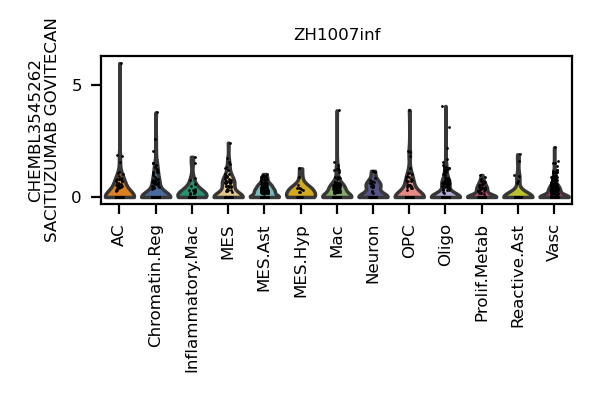 ZH1007inf
CHEMBL3545262
SACITUZUMAB GOVITECAN
5
0
AC
Chromatin.Reg
Inflammatory.Mac
MES
MES.Ast
MES.Hyp
Mac
Neuron
OPC
Oligo
Prolif.Metab
Reactive.Ast
Vasc